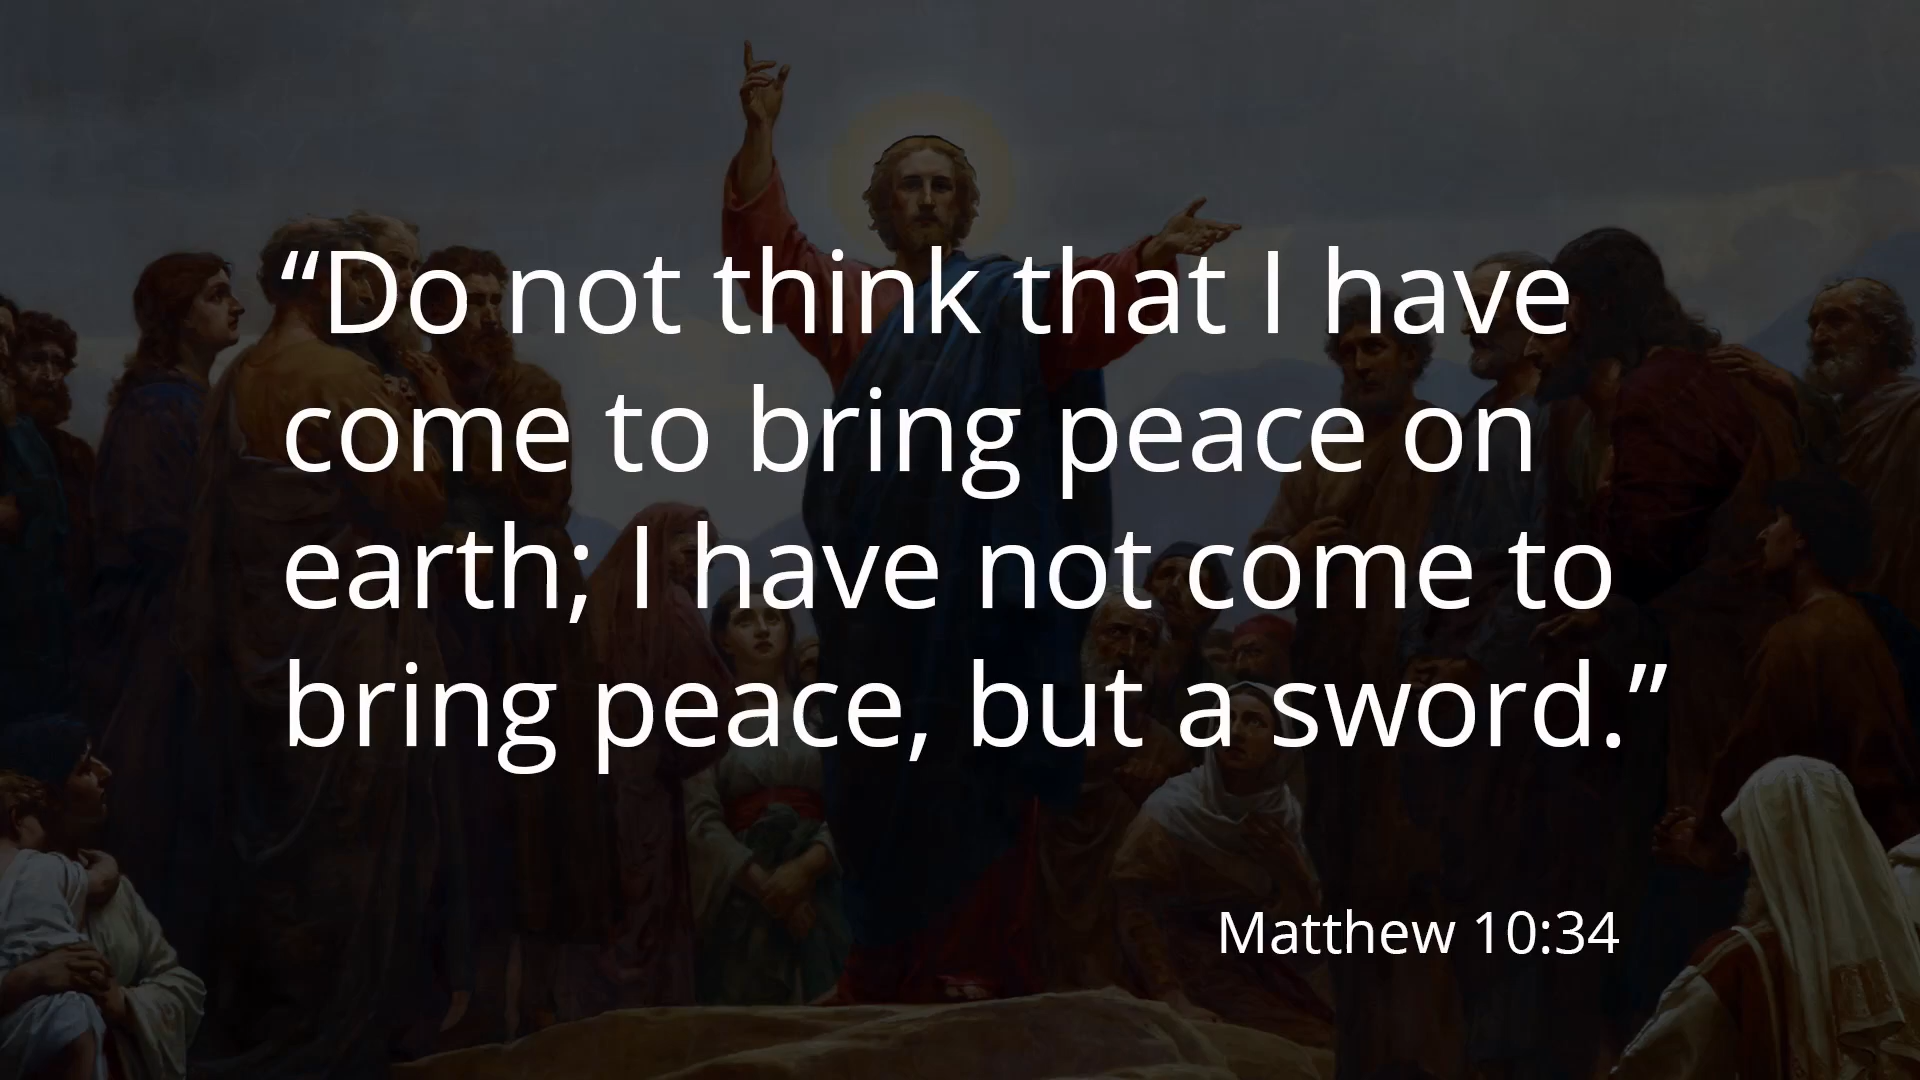 “Do not think that I have
come to bring peace on
earth; I have not come to
bring peace, but a sword.”
Matthew 10:34